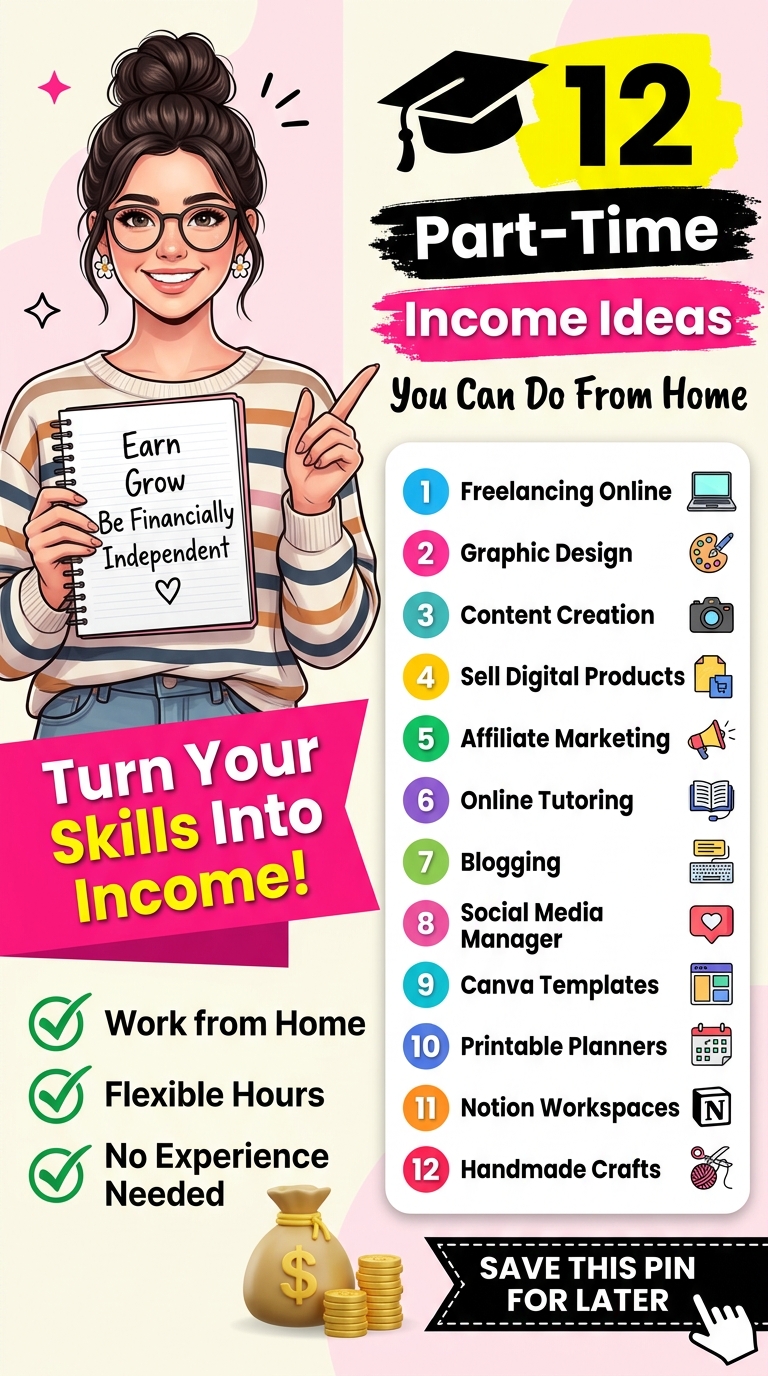 12
Part-Time
Income Ideas
You Can Do From Home
Earn
Grow
Be Financially
Independent
Turn Your
Skills Into
Income!
1 Freelancing Online
2 Graphic Design
3 Content Creation
4 Sell Digital Products
5 Affiliate Marketing
6 Online Tutoring
7 Blogging
8 Social Media
Manager
9 Canva Templates
10 Printable Planners
11 Notion Workspaces
N
12 Handmade Crafts
Work from Home
Flexible Hours
No Experience
Needed
$
SAVE THIS PIN
FOR LATER